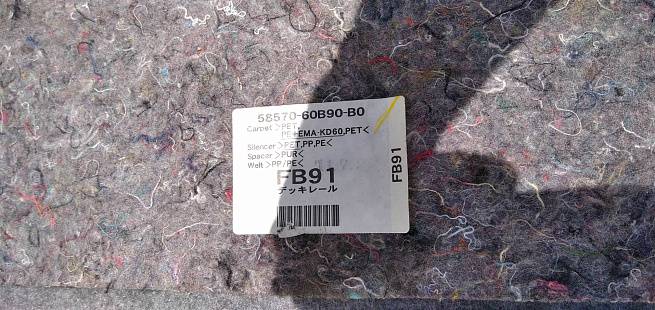 58570-60B90-B0
Carpet >PET,
PE+EMA-KD60,PET<
Silencer >PET,PP,PE<
Spacer >PUR<
Welt >PP/PE<
FB91
デッキレール
FB91